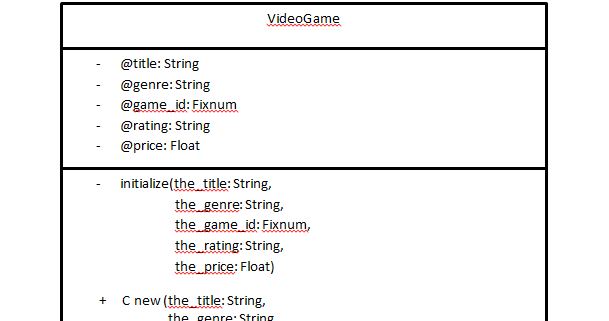 VideoGame
- @title: String
- @genre: String
- @game_id: Fixnum
- @rating: String
- @price: Float
- initialize(the_title: String,
the_genre: String,
the_game_id: Fixnum,
the_rating: String,
the_price: Float)
+ C new (the_title: String,
the_genre: String